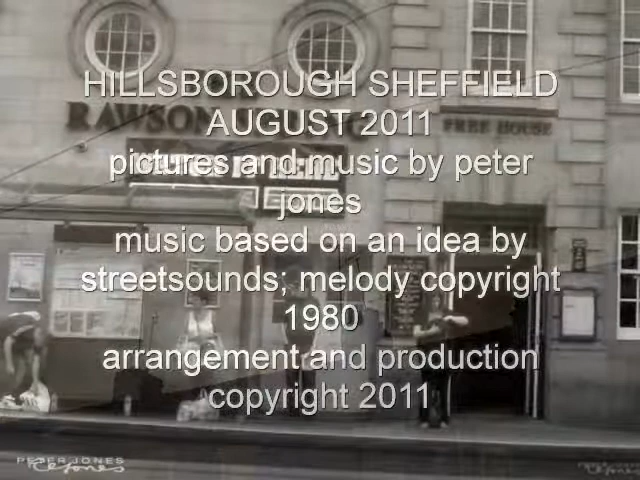 HILLSBOROUGH SHEFFIELD
AUGUST 2011
pictures and music by peter
jones
music based on an idea by
streetsounds; melody copyright
1980
arrangement and production
copyright 2011
RAWSON
FREE HOUSE
PETER JONES